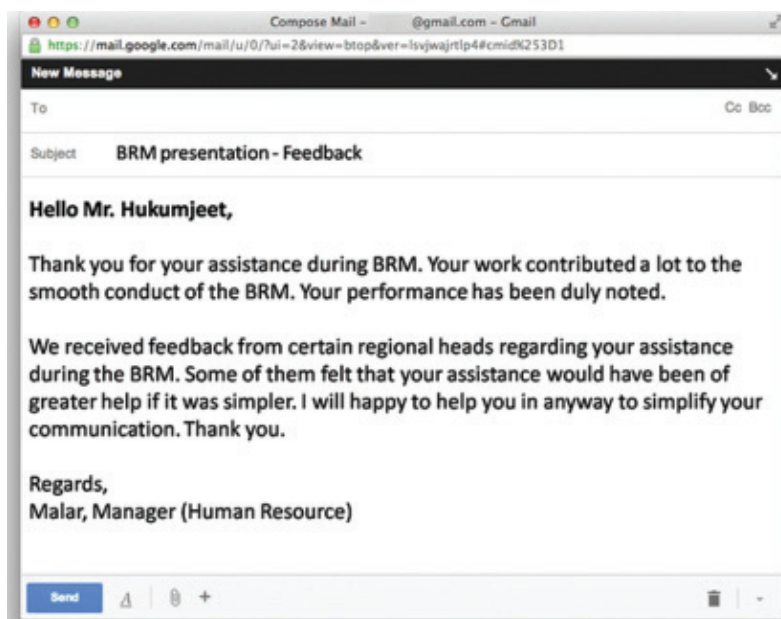 Compose Mail – @gmail.com – Gmail
https://mail.google.com/mail/u/0/?ui=2&view=btop&ver=lsvjwajrtlp4#cmid%253D1
New Message
To Cc Bcc
Subject BRM presentation - Feedback
Hello Mr. Hukumjeet,
Thank you for your assistance during BRM. Your work contributed a lot to the
smooth conduct of the BRM. Your performance has been duly noted.
We received feedback from certain regional heads regarding your assistance
during the BRM. Some of them felt that your assistance would have been of
greater help if it was simpler. I will happy to help you in anyway to simplify your
communication. Thank you.
Regards,
Malar, Manager (Human Resource)
Send A